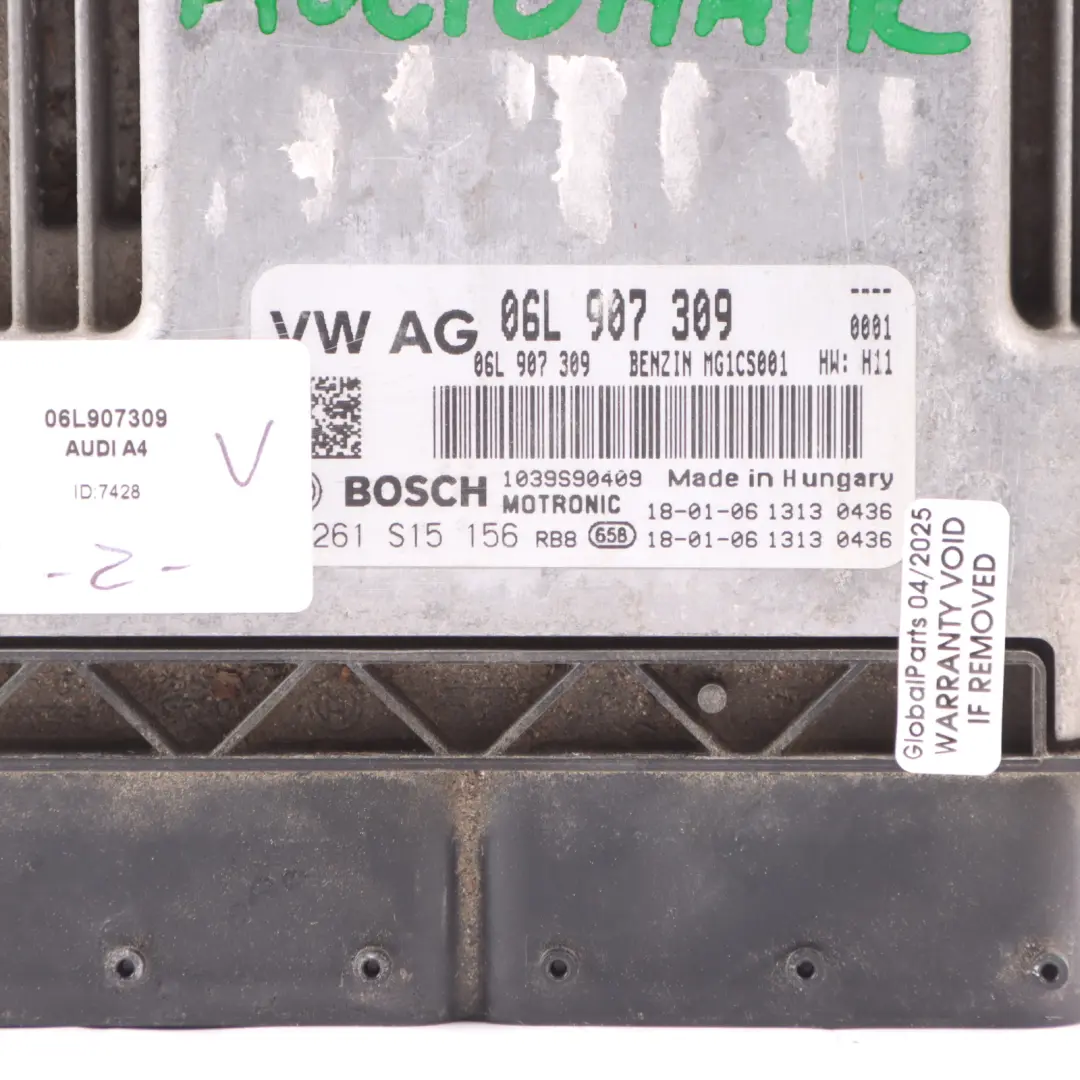 AUTOMATIK
VW AG 06L 907 309
----
0001
06L 907 309 BENZIN MG1CS001 HW: H11
BOSCH 1039S90409 Made in Hungary
MOTRONIC 18-01-06 1313 0436
261 S15 156 RB8 65B 18-01-06 1313 0436
06L907309
AUDI A4
ID:7428
V
-2-
GlobalParts 04/2025
WARRANTY VOID
IF REMOVED